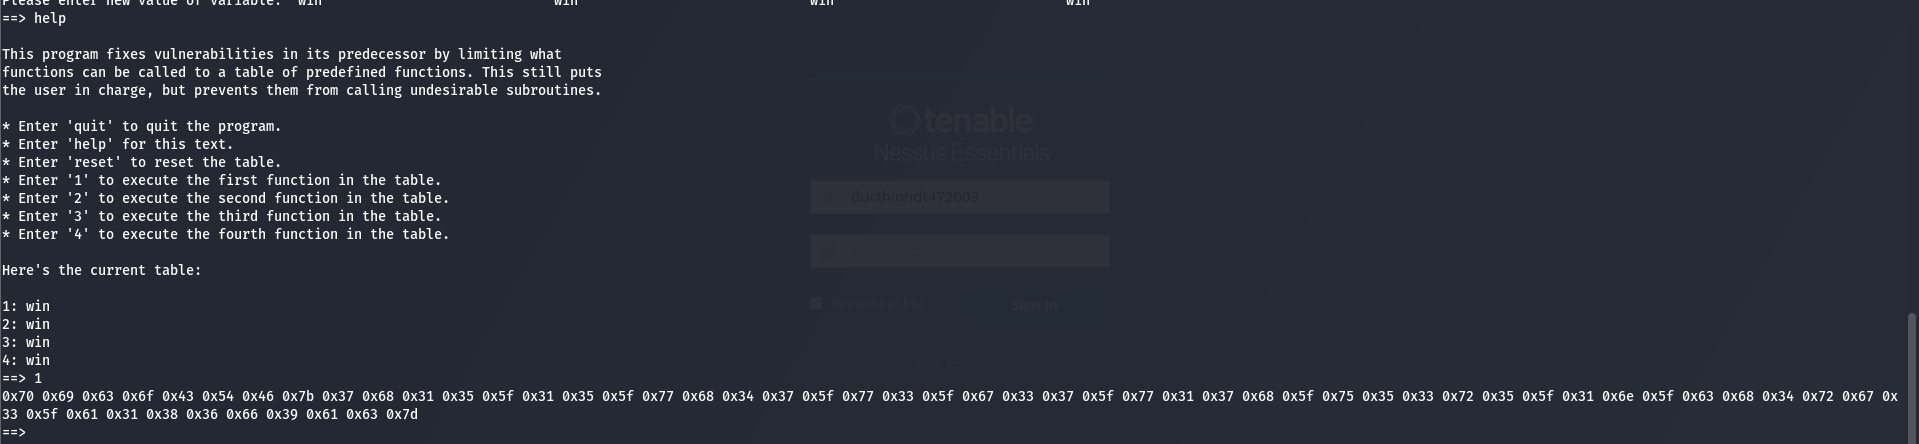 Please enter new value of variable: win win win win
==> help
This program fixes vulnerabilities in its predecessor by limiting what
functions can be called to a table of predefined functions. This still puts
the user in charge, but prevents them from calling undesirable subroutines.
* Enter 'quit' to quit the program.
* Enter 'help' for this text.
* Enter 'reset' to reset the table.
* Enter '1' to execute the first function in the table.
* Enter '2' to execute the second function in the table.
* Enter '3' to execute the third function in the table.
* Enter '4' to execute the fourth function in the table.
Here's the current table:
1: win
2: win
3: win
4: win
==> 1
0x70 0x69 0x63 0x6f 0x43 0x54 0x46 0x7b 0x37 0x68 0x31 0x35 0x5f 0x31 0x35 0x5f 0x77 0x68 0x34 0x37 0x5f 0x77 0x33 0x5f 0x67 0x33 0x37 0x5f 0x77 0x31 0x37 0x68 0x5f 0x75 0x35 0x33 0x72 0x35 0x5f 0x31 0x6e 0x5f 0x63 0x68 0x34 0x72 0x67 0x
33 0x5f 0x61 0x31 0x38 0x36 0x66 0x39 0x61 0x63 0x7d
==>
tenable
Nessus Essentials
ducthinhdt472003
Remember Me
Sign In